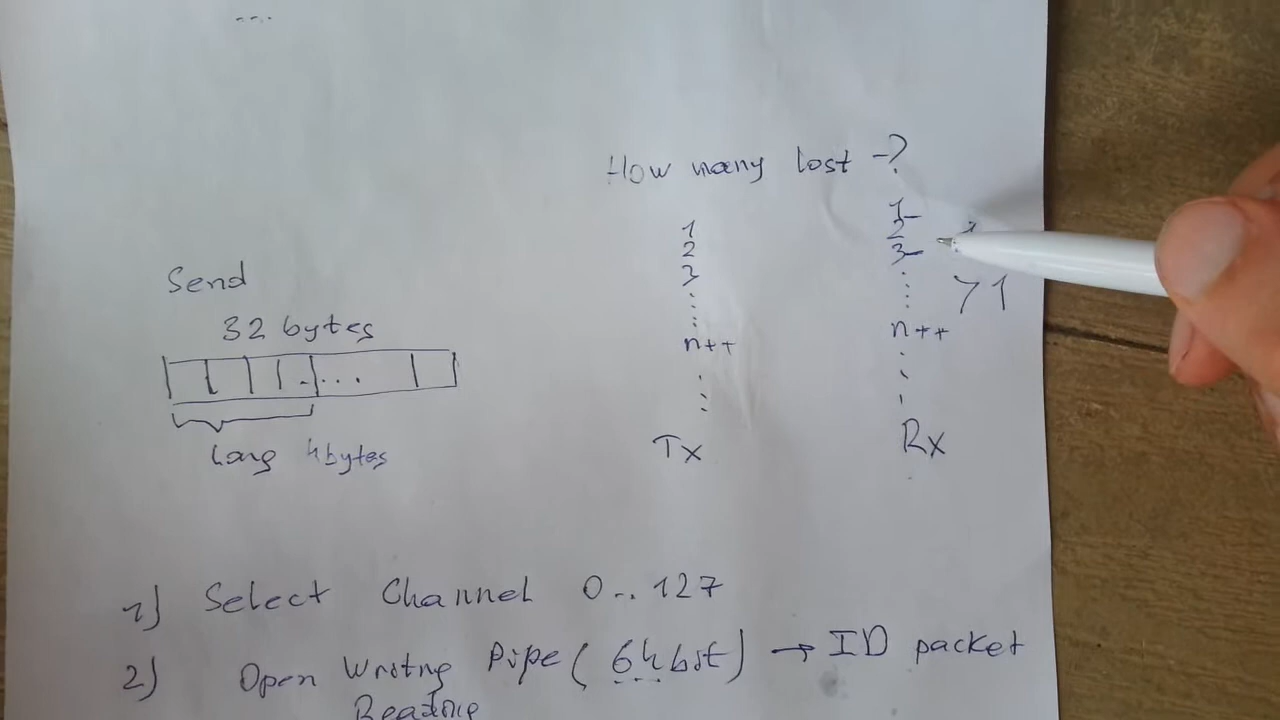 How many lost -?
Send
32 bytes
...
long 4bytes
1
2
3
n++
Tx
1
2
3
n++
Rx
>1
1) Select Channel 0..127
2) Open Writing Pipe (64bit) → ID packet
Reading